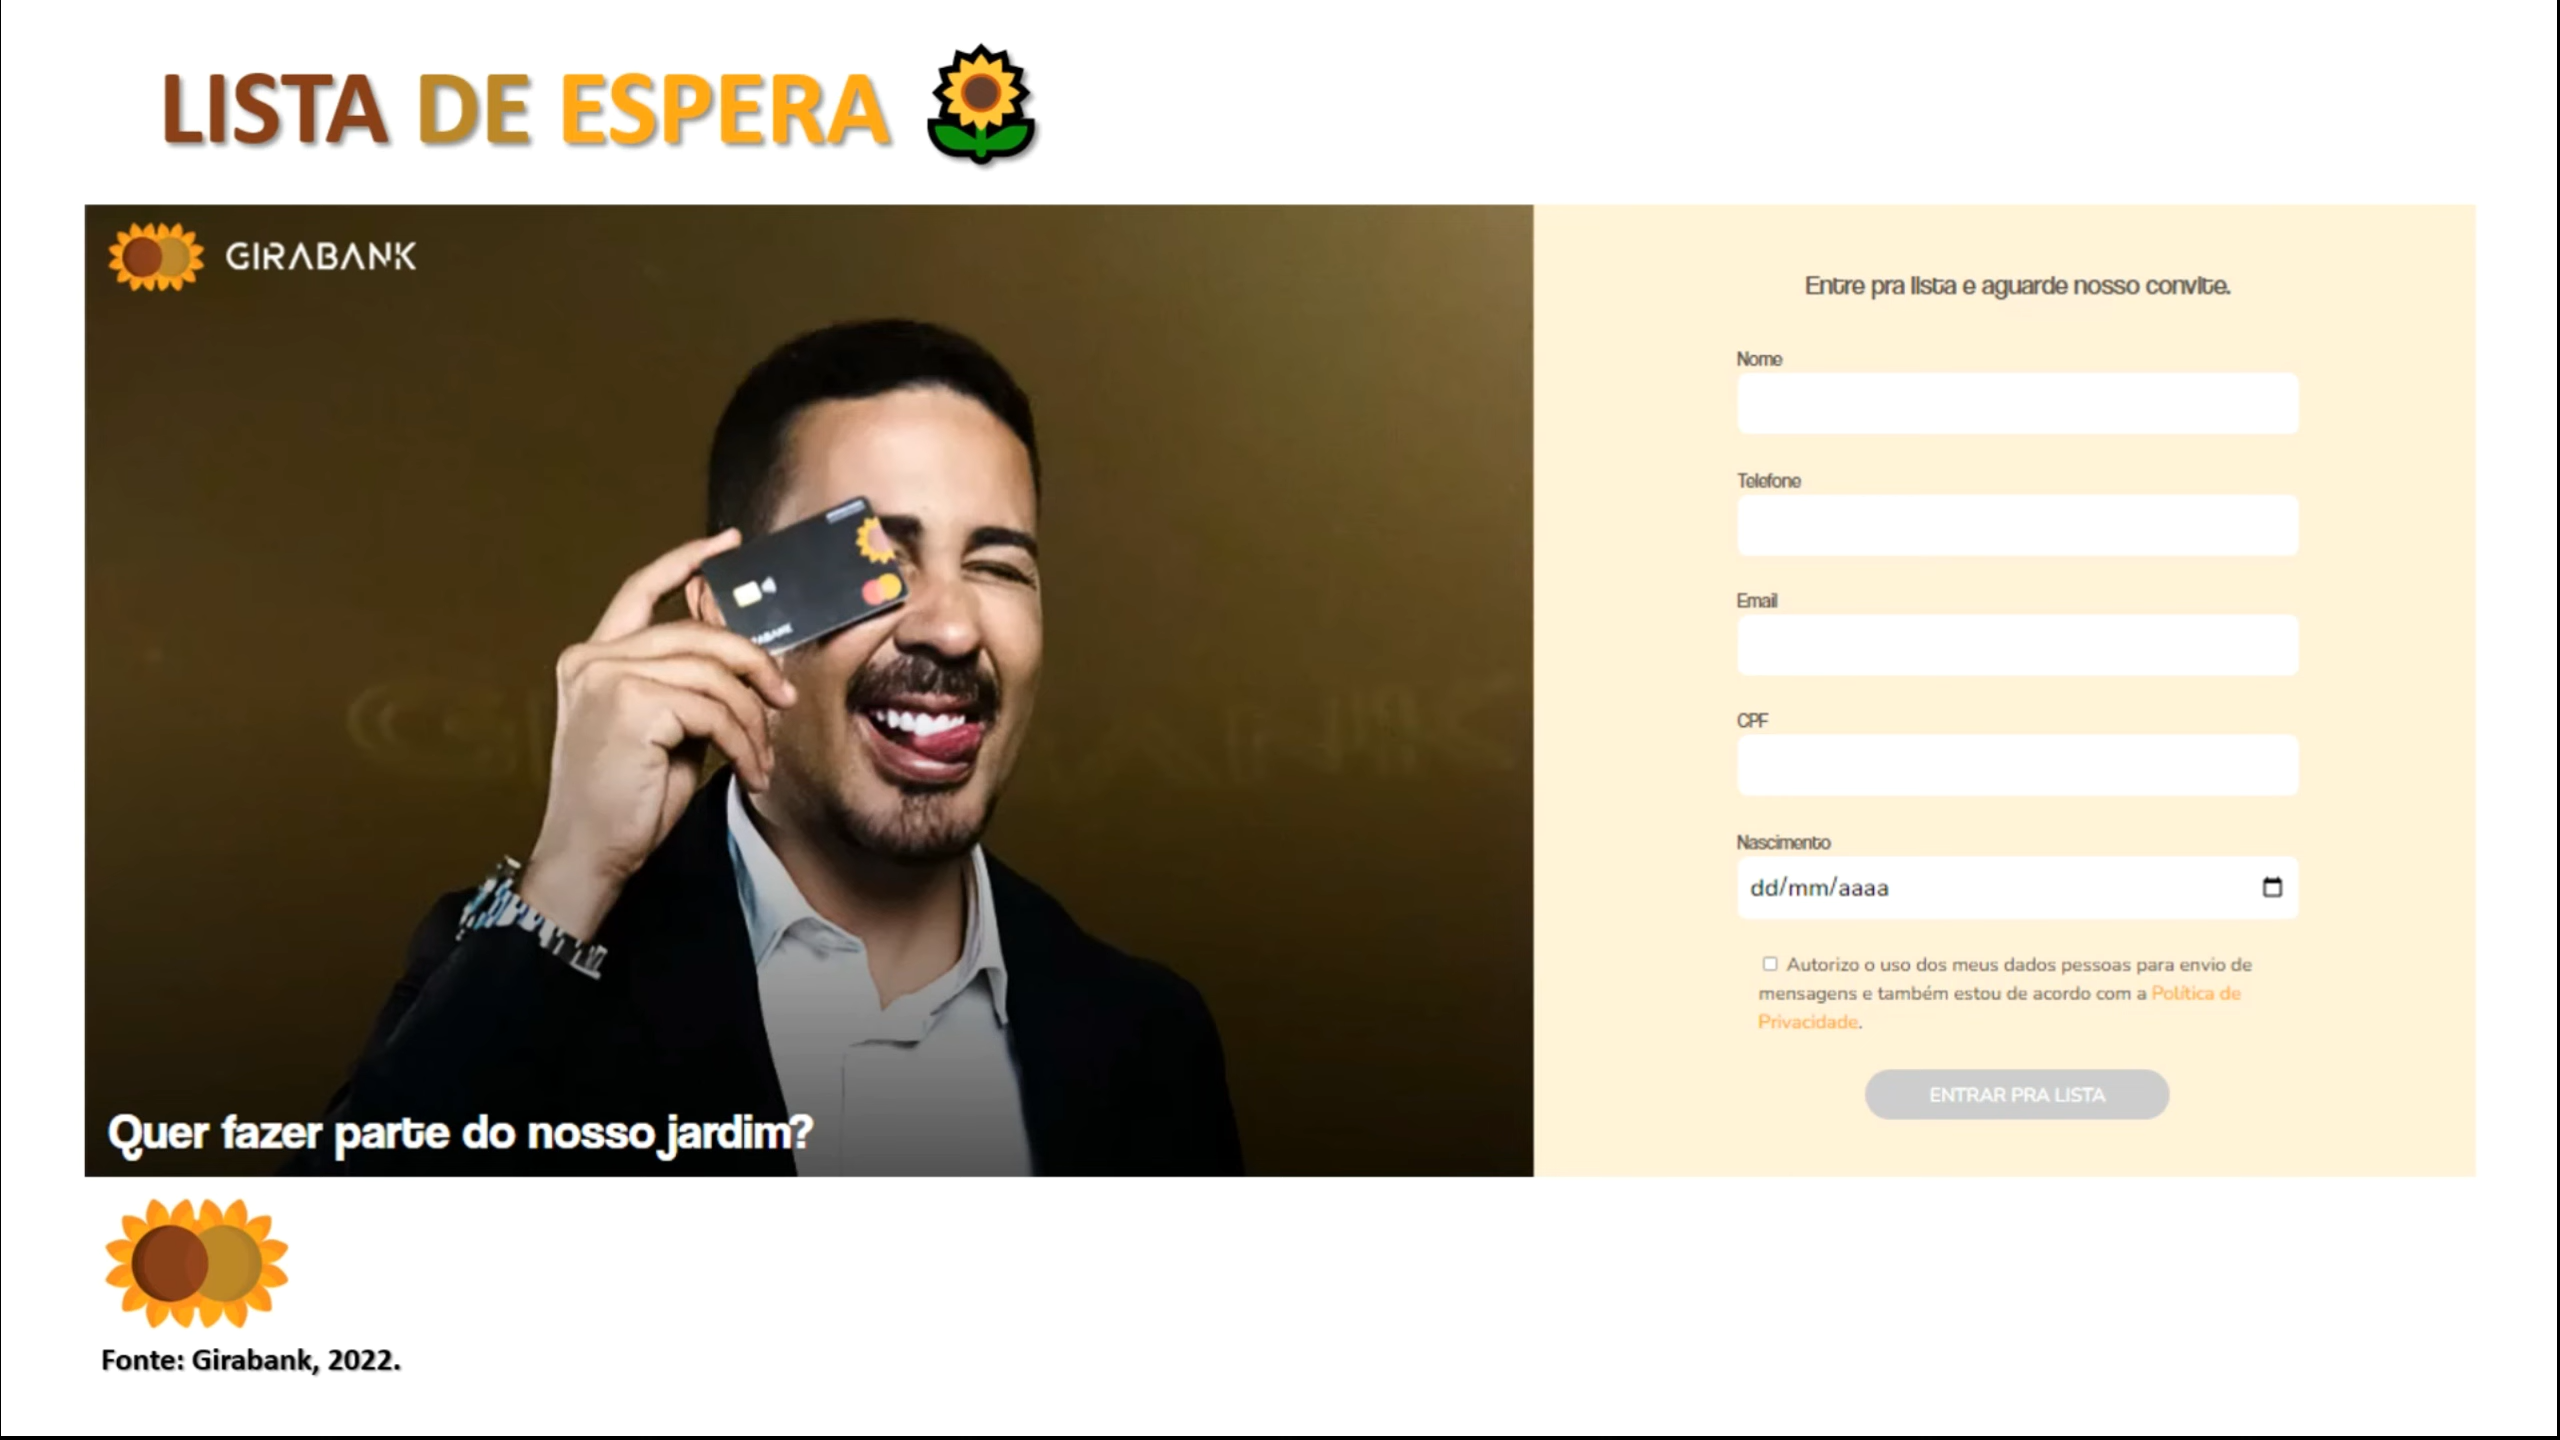 LISTA DE ESPERA
GIRABANK
Quer fazer parte do nosso jardim?
Entre pra lista e aguarde nosso convite.
Nome
Telefone
Email
CPF
Nascimento
dd/mm/aaaa
Autorizo o uso dos meus dados pessoas para envio de
mensagens e também estou de acordo com a Política de
Privacidade.
ENTRAR PRA LISTA
Fonte: Girabank, 2022.